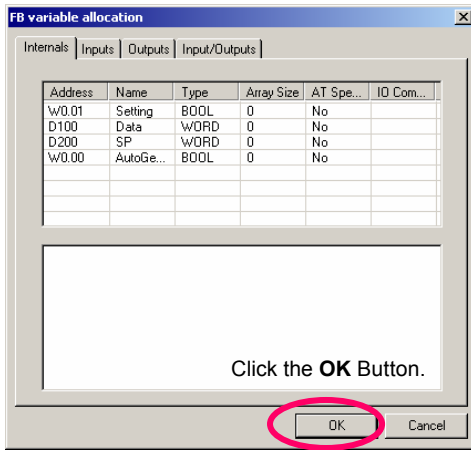 FB variable allocation
Internals Inputs Outputs Input/Outputs
Address Name Type Array Size AT Spe... IO Com...
W0.01 Setting BOOL 0 No
D100 Data WORD 0 No
D200 SP WORD 0 No
W0.00 AutoGe... BOOL 0 No
Click the OK Button.
OK Cancel